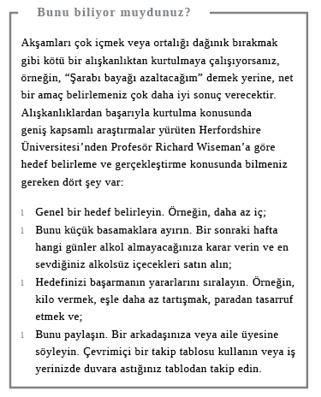 Bunu biliyor muydunuz?
Akşamları çok içmek veya ortalığı dağınık bırakmak
gibi kötü bir alışkanlıktan kurtulmaya çalışıyorsanız,
örneğin, “Şarabı bayağı azaltacağım” demek yerine, net
bir amaç belirlemeniz çok daha iyi sonuç verecektir.
Alışkanlıklardan başarıyla kurtulma konusunda
geniş kapsamlı araştırmalar yürüten Herfordshire
Üniversitesi’nden Profesör Richard Wiseman’a göre
hedef belirleme ve gerçekleştirme konusunda bilmeniz
gereken dört şey var:
l Genel bir hedef belirleyin. Örneğin, daha az iç;
l Bunu küçük basamaklara ayırın. Bir sonraki hafta
hangi günler alkol almayacağınıza karar verin ve en
sevdiğiniz alkolsüz içecekleri satın alın;
l Hedefinizi başarmanın yararlarını sıralayın. Örneğin,
kilo vermek, eşle daha az tartışmak, paradan tasarruf
etmek ve;
l Bunu paylaşın. Bir arkadaşınıza veya aile üyesine
söyleyin. Çevrimiçi bir takip tablosu kullanın veya iş
yerinizde duvara astığınız tablodan takip edin.